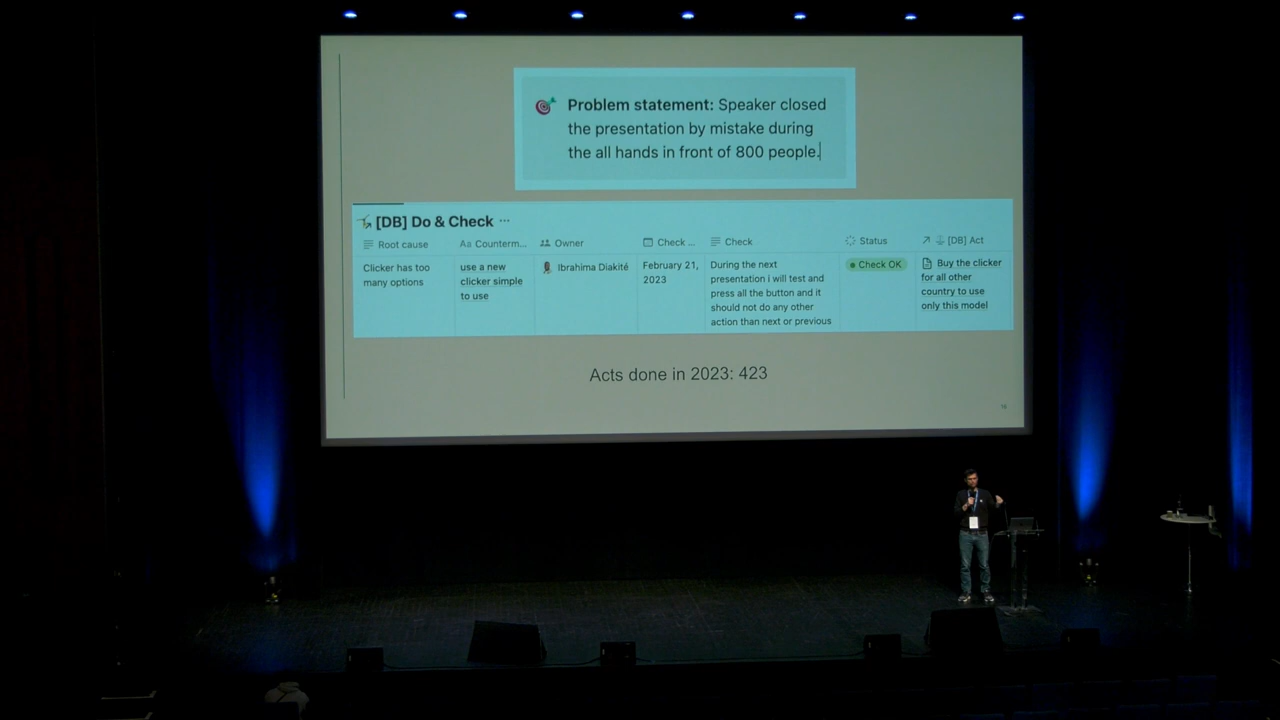 Problem statement: Speaker closed
the presentation by mistake during
the all hands in front of 800 people.
[DB] Do & Check ...
Root cause
Aa Counterm...
Owner
Check ...
Check
Status
[DB] Act
Clicker has too
many options
use a new
clicker simple
to use
Ibrahima Diakité
February 21,
2023
During the next
presentation i will test and
press all the button and it
should not do any other
action than next or previous
Check OK
Buy the clicker
for all other
country to use
only this model
Acts done in 2023: 423